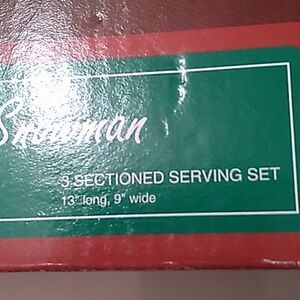 Snowman
3 SECTIONED SERVING SET
13" long, 9" wide